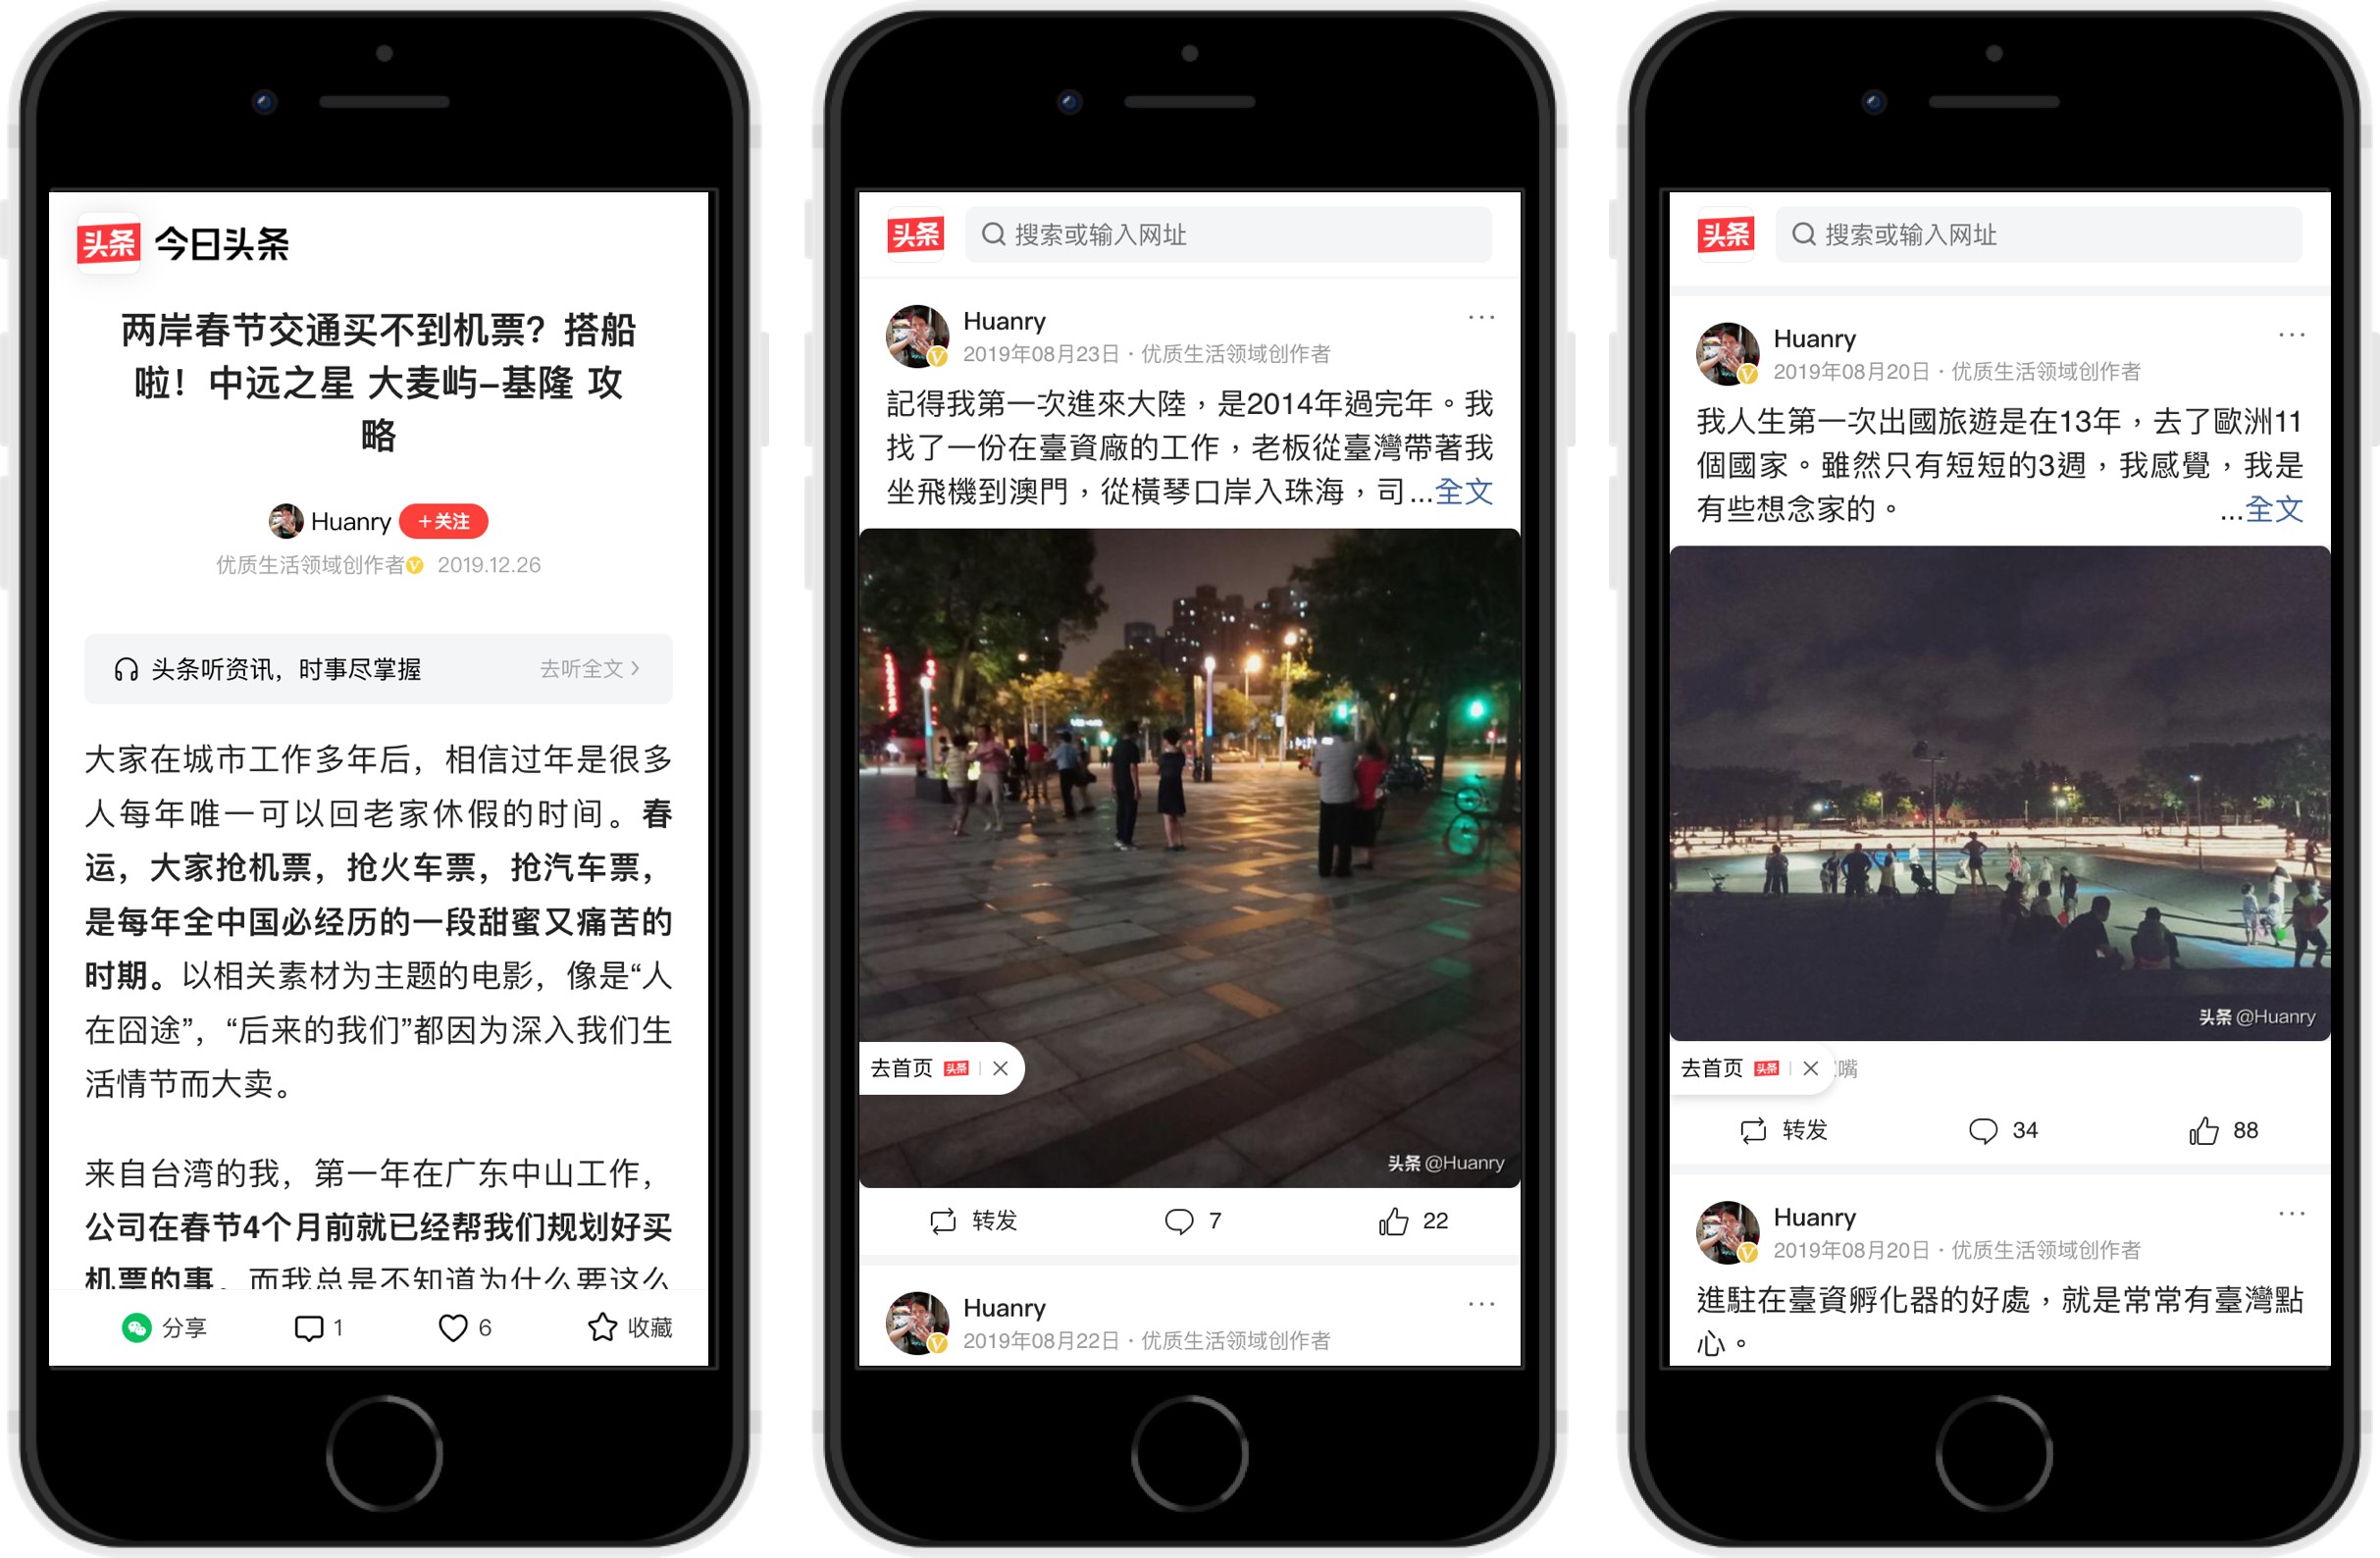 头条 今日头条
两岸春节交通买不到机票？搭船
啦！中远之星 大麦屿–基隆 攻
略
Huanry +关注
优质生活领域创作者 2019.12.26
头条听资讯，时事尽掌握 去听全文
大家在城市工作多年后，相信过年是很多
人每年唯一可以回老家休假的时间。春
运，大家抢机票，抢火车票，抢汽车票，
是每年全中国必经历的一段甜蜜又痛苦的
时期。以相关素材为主题的电影，像是“人
在囧途”，“后来的我们”都因为深入我们生
活情节而大卖。
来自台湾的我，第一年在广东中山工作，
公司在春节4个月前就已经帮我们规划好买
机票的事。而我总是不知道为什么要这么
分享 1 6 收藏
头条 搜索或输入网址
Huanry
2019年08月23日 · 优质生活领域创作者
記得我第一次進來大陸，是2014年過完年。我
找了一份在臺資廠的工作，老板從臺灣帶著我
坐飛機到澳門，從橫琴口岸入珠海，司...全文
去首页 头条
头条 @Huanry
转发 7 22
Huanry
2019年08月22日 · 优质生活领域创作者
头条 搜索或输入网址
Huanry
2019年08月20日 · 优质生活领域创作者
我人生第一次出國旅遊是在13年，去了歐洲11
個國家。雖然只有短短的3週，我感覺，我是
有些想念家的。 ...全文
头条 @Huanry
去首页 头条 嘴
转发 34 88
Huanry
2019年08月20日 · 优质生活领域创作者
進駐在臺資孵化器的好處，就是常常有臺灣點
心。